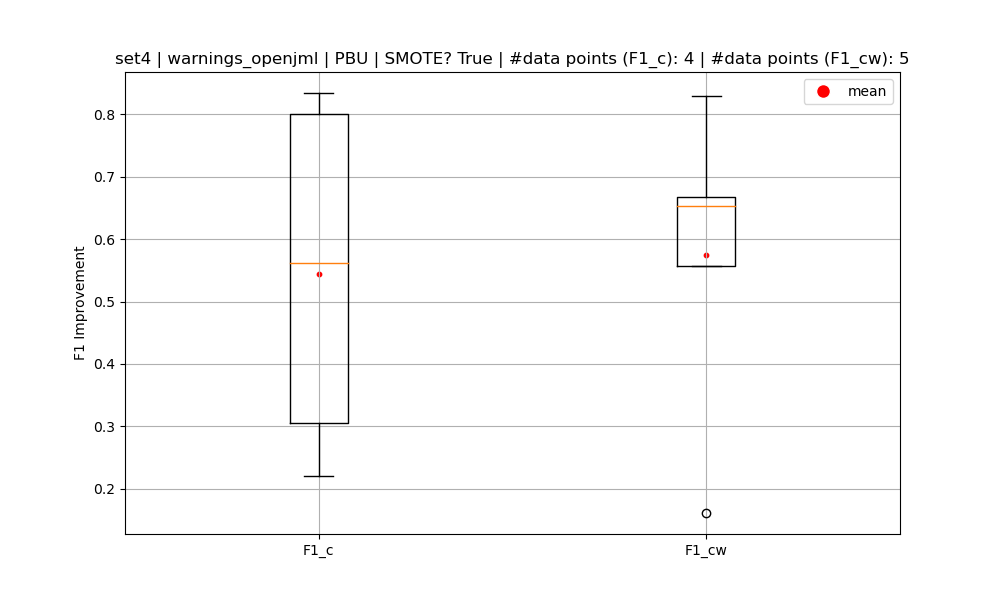 set4 | warnings_openjml | PBU | SMOTE? True | #data points (F1_c): 4 | #data points (F1_cw): 5
mean
F1 Improvement
0.8
0.7
0.6
0.5
0.4
0.3
0.2
F1_c
F1_cw